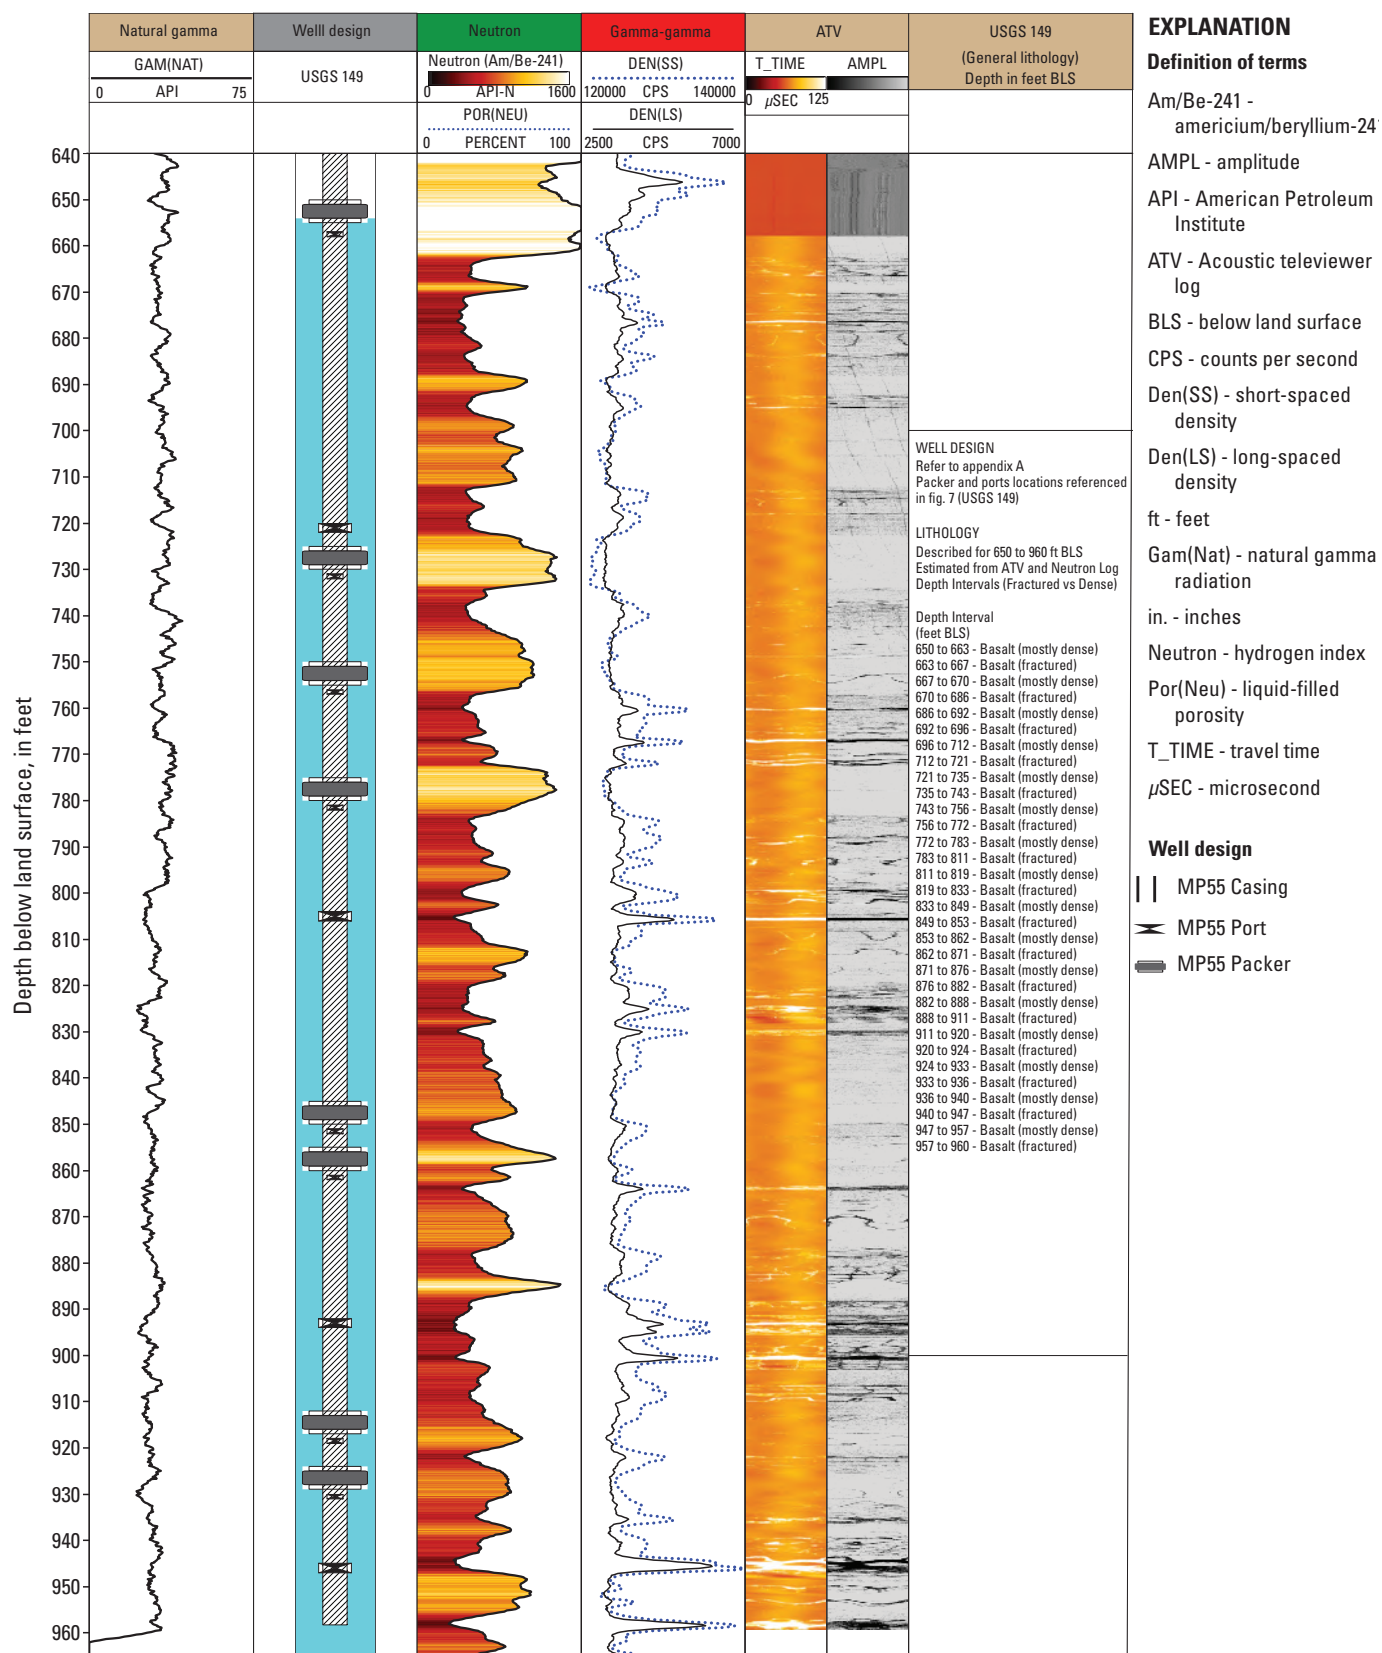 Natural gamma
Welll design
Neutron
Gamma-gamma
ATV
USGS 149
(General lithology)
Depth in feet BLS
GAM(NAT)
0 API 75
USGS 149
Neutron (Am/Be-241)
0 API-N 1600
POR(NEU)
0 PERCENT 100
DEN(SS)
120000 CPS 140000
DEN(LS)
2500 CPS 7000
T_TIME AMPL
0 µSEC 125
Depth below land surface, in feet
640
650
660
670
680
690
700
710
720
730
740
750
760
770
780
790
800
810
820
830
840
850
860
870
880
890
900
910
920
930
940
950
960
WELL DESIGN
Refer to appendix A
Packer and ports locations referenced
in fig. 7 (USGS 149)
LITHOLOGY
Described for 650 to 960 ft BLS
Estimated from ATV and Neutron Log
Depth Intervals (Fractured vs Dense)
Depth Interval
(feet BLS)
650 to 663 - Basalt (mostly dense)
663 to 667 - Basalt (fractured)
667 to 670 - Basalt (mostly dense)
670 to 686 - Basalt (fractured)
686 to 692 - Basalt (mostly dense)
692 to 696 - Basalt (fractured)
696 to 712 - Basalt (mostly dense)
712 to 721 - Basalt (fractured)
721 to 735 - Basalt (mostly dense)
735 to 743 - Basalt (fractured)
743 to 756 - Basalt (mostly dense)
756 to 772 - Basalt (fractured)
772 to 783 - Basalt (mostly dense)
783 to 811 - Basalt (fractured)
811 to 819 - Basalt (mostly dense)
819 to 833 - Basalt (fractured)
833 to 849 - Basalt (mostly dense)
849 to 853 - Basalt (fractured)
853 to 862 - Basalt (mostly dense)
862 to 871 - Basalt (fractured)
871 to 876 - Basalt (mostly dense)
876 to 882 - Basalt (fractured)
882 to 888 - Basalt (mostly dense)
888 to 911 - Basalt (fractured)
911 to 920 - Basalt (mostly dense)
920 to 924 - Basalt (fractured)
924 to 933 - Basalt (mostly dense)
933 to 936 - Basalt (fractured)
936 to 940 - Basalt (mostly dense)
940 to 947 - Basalt (fractured)
947 to 957 - Basalt (mostly dense)
957 to 960 - Basalt (fractured)
EXPLANATION
Definition of terms
Am/Be-241 -
americium/beryllium-241
AMPL - amplitude
API - American Petroleum
Institute
ATV - Acoustic televiewer
log
BLS - below land surface
CPS - counts per second
Den(SS) - short-spaced
density
Den(LS) - long-spaced
density
ft - feet
Gam(Nat) - natural gamma
radiation
in. - inches
Neutron - hydrogen index
Por(Neu) - liquid-filled
porosity
T_TIME - travel time
µSEC - microsecond
Well design
MP55 Casing
MP55 Port
MP55 Packer